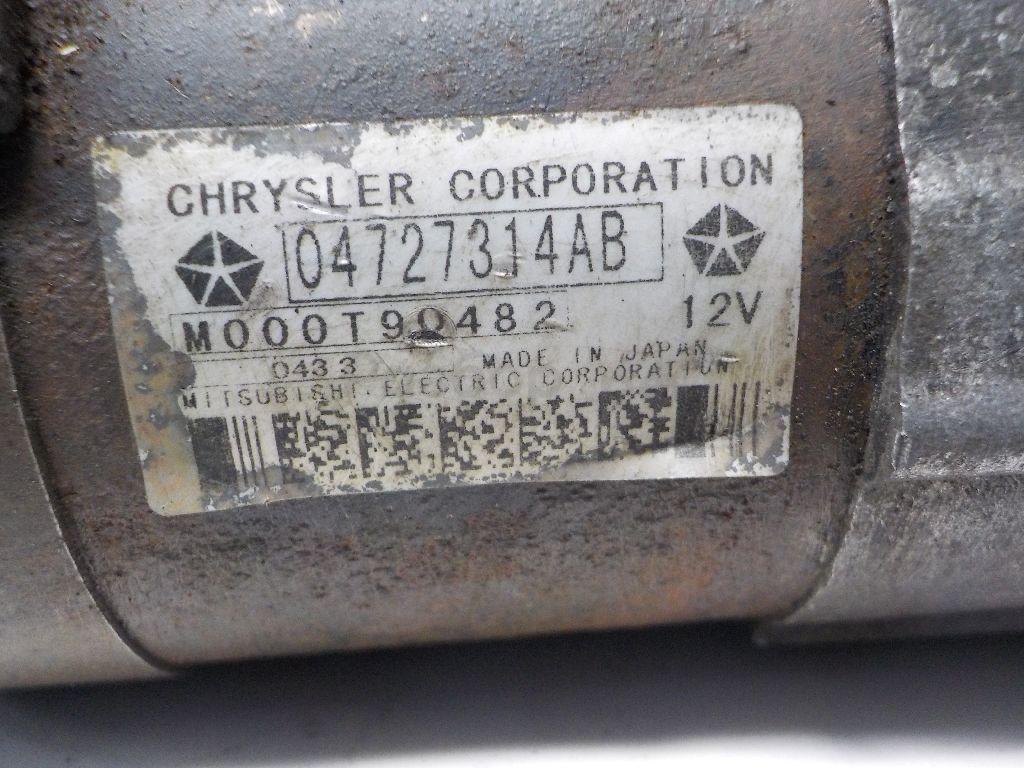 CHRYSLER CORPORATION
04727314AB
M000T90482 12V
0433 MADE IN JAPAN
MITSUBISHI ELECTRIC CORPORATION